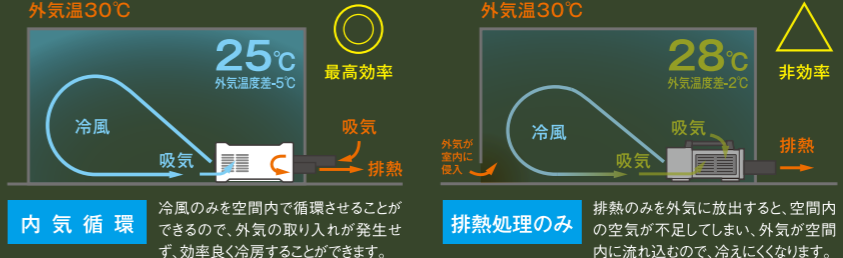 外気温30℃
25℃
外気温度差-5℃
最高効率
冷風
吸気
吸気
排熱
内気循環
冷風のみを空間内で循環させることが
できるので、外気の取り入れが発生せ
ず、効率良く冷房することができます。
外気温30℃
28℃
外気温度差-2℃
非効率
冷風
吸気
吸気
排熱
外気が
室内に
侵入
排熱処理のみ
排熱のみを外気に放出すると、空間内
の空気が不足してしまい、外気が空間
内に流れ込むので、冷えにくくなります。